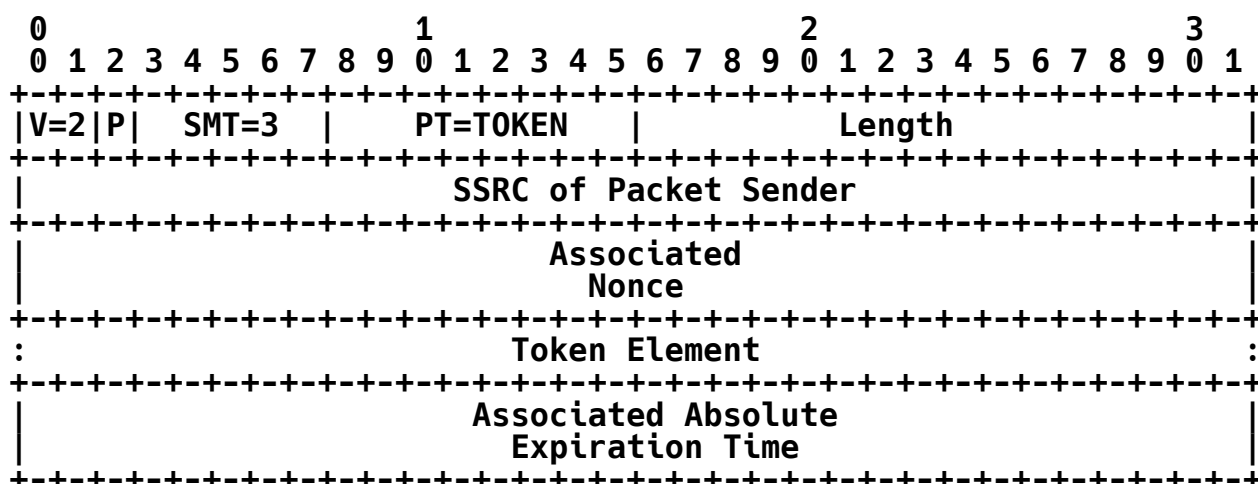 0                   1                   2                   3
 0 1 2 3 4 5 6 7 8 9 0 1 2 3 4 5 6 7 8 9 0 1 2 3 4 5 6 7 8 9 0 1
+-+-+-+-+-+-+-+-+-+-+-+-+-+-+-+-+-+-+-+-+-+-+-+-+-+-+-+-+-+-+-+-+
|V=2|P|  SMT=3  |    PT=TOKEN   |          Length               |
+-+-+-+-+-+-+-+-+-+-+-+-+-+-+-+-+-+-+-+-+-+-+-+-+-+-+-+-+-+-+-+-+
|                      SSRC of Packet Sender                    |
+-+-+-+-+-+-+-+-+-+-+-+-+-+-+-+-+-+-+-+-+-+-+-+-+-+-+-+-+-+-+-+-+
|                           Associated                          |
|                             Nonce                             |
+-+-+-+-+-+-+-+-+-+-+-+-+-+-+-+-+-+-+-+-+-+-+-+-+-+-+-+-+-+-+-+-+
:                         Token Element                         :
+-+-+-+-+-+-+-+-+-+-+-+-+-+-+-+-+-+-+-+-+-+-+-+-+-+-+-+-+-+-+-+-+
|                       Associated Absolute                     |
|                         Expiration Time                       |
+-+-+-+-+-+-+-+-+-+-+-+-+-+-+-+-+-+-+-+-+-+-+-+-+-+-+-+-+-+-+-+-+